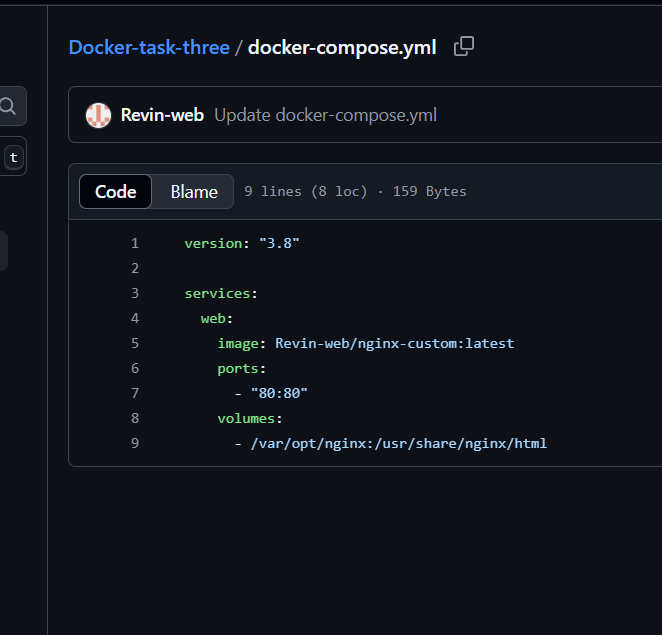 Docker-task-three / docker-compose.yml
Revin-web Update docker-compose.yml
t
Code Blame 9 lines (8 loc) · 159 Bytes
1 version: "3.8"
2
3 services:
4 web:
5 image: Revin-web/nginx-custom:latest
6 ports:
7 - "80:80"
8 volumes:
9 - /var/opt/nginx:/usr/share/nginx/html